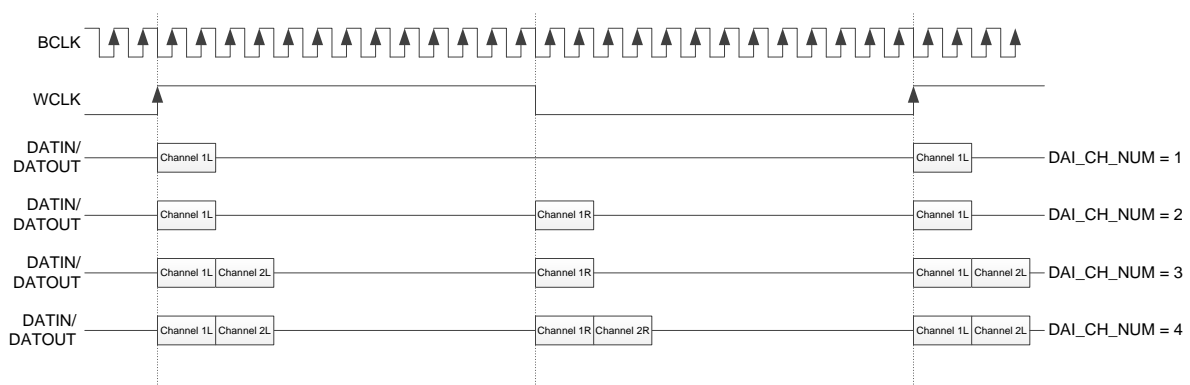 BCLK
WCLK
DATIN/
DATOUT
Channel 1L
Channel 1L
DAI_CH_NUM = 1
DATIN/
DATOUT
Channel 1L
Channel 1R
Channel 1L
DAI_CH_NUM = 2
DATIN/
DATOUT
Channel 1L
Channel 2L
Channel 1R
Channel 1L
Channel 2L
DAI_CH_NUM = 3
DATIN/
DATOUT
Channel 1L
Channel 2L
Channel 1R
Channel 2R
Channel 1L
Channel 2L
DAI_CH_NUM = 4